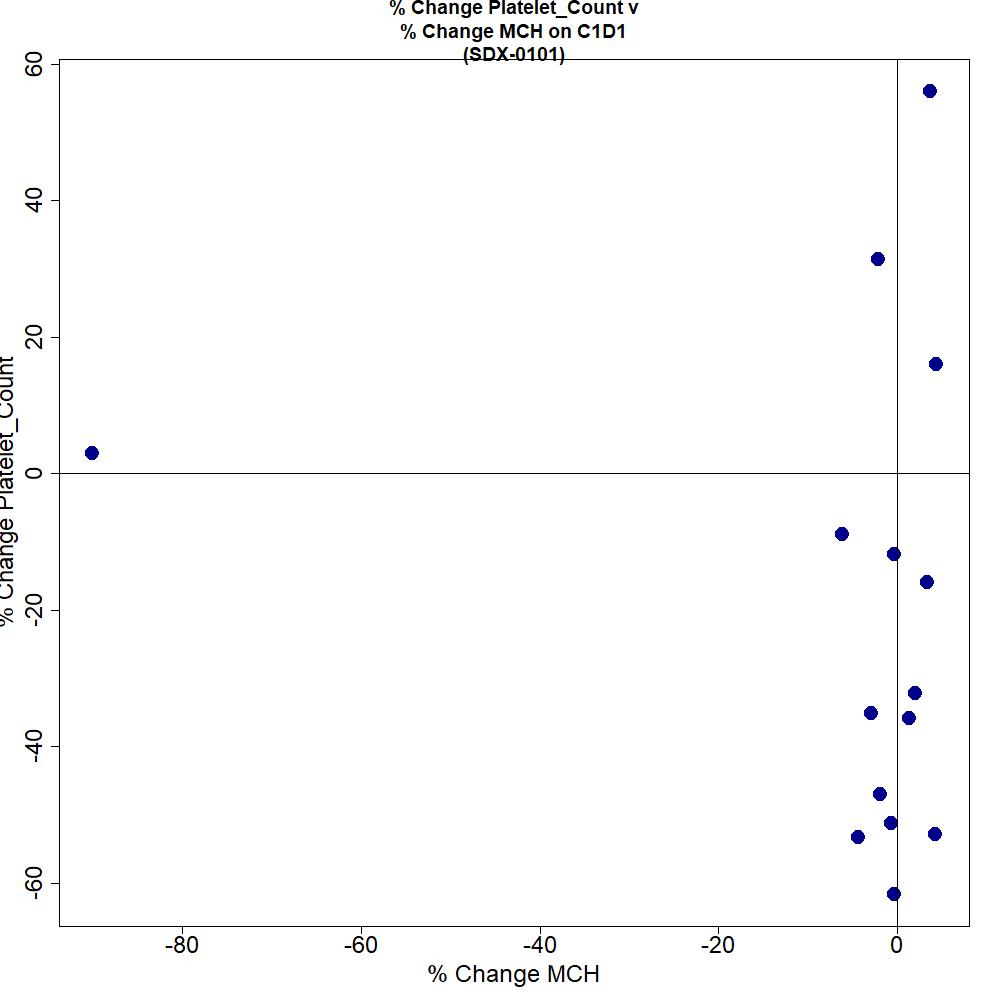 % Change Platelet_Count v
% Change MCH on C1D1
(SDX-0101)
60
40
20
0
-20
-40
-60
% Change Platelet_Count
-80
-60
-40
-20
0
% Change MCH